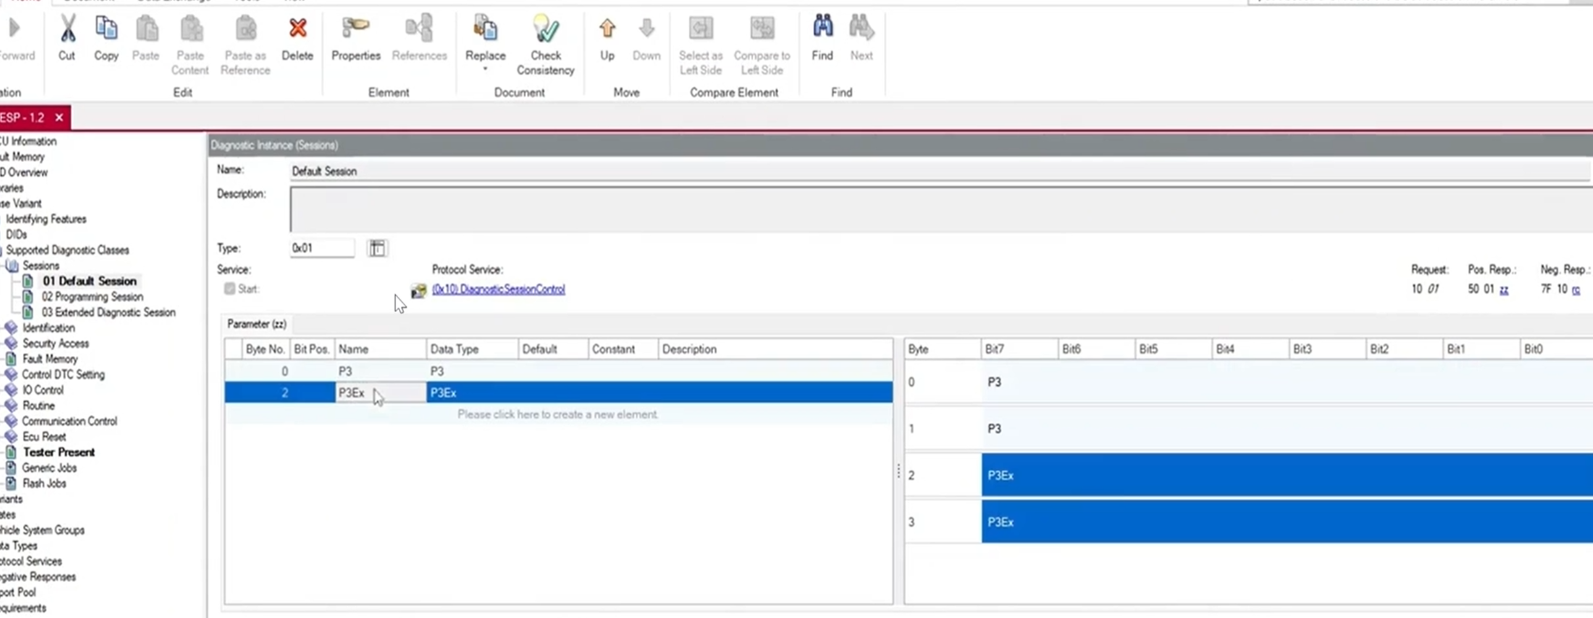 Forward
Cut
Copy
Paste
Paste Content
Paste as Reference
Delete
Properties
References
Replace
Check Consistency
Up
Down
Select as Left Side
Compare to Left Side
Find
Next
Edit
Element
Document
Move
Compare Element
Find
ESP - 1.2
Diagnostic Instance (Sessions)
Name: Default Session
Description:
Type: 0x01
Service: Protocol Service: Request: Pos. Resp.: Neg. Resp.:
Start: (0x10) DiagnosticSessionControl 10 01 50 01 zz 7F 10 rc
Parameter (zz)
Byte No. Bit Pos. Name Data Type Default Constant Description
0 P3 P3
2 P3Ex P3Ex
Please click here to create a new element.
Byte Bit7 Bit6 Bit5 Bit4 Bit3 Bit2 Bit1 Bit0
0 P3
1 P3
2 P3Ex
3 P3Ex
U Information
ult Memory
D Overview
raries
se Variant
Identifying Features
DIDs
Supported Diagnostic Classes
Sessions
01 Default Session
02 Programming Session
03 Extended Diagnostic Session
Identification
Security Access
Fault Memory
Control DTC Setting
IO Control
Routine
Communication Control
Ecu Reset
Tester Present
Generic Jobs
Flash Jobs
riants
ates
hicle System Groups
ta Types
otocol Services
egative Responses
port Pool
equirements